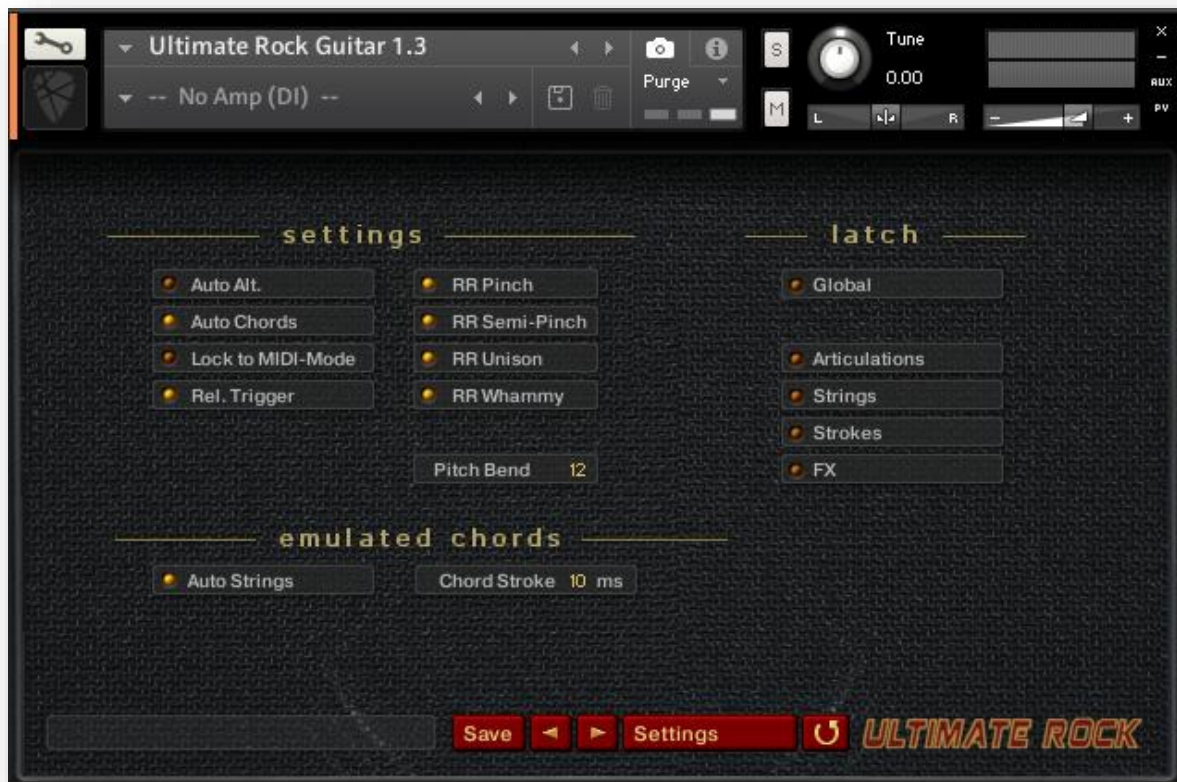 Ultimate Rock Guitar 1.3
-- No Amp (DI) --
Purge
S
M
Tune
0.00
L R
- +
×
-
AUX
PV
settings
Auto Alt.
Auto Chords
Lock to MIDI-Mode
Rel. Trigger
RR Pinch
RR Semi-Pinch
RR Unison
RR Whammy
Pitch Bend 12
latch
Global
Articulations
Strings
Strokes
FX
emulated chords
Auto Strings
Chord Stroke 10 ms
Save
Settings
ULTIMATE ROCK